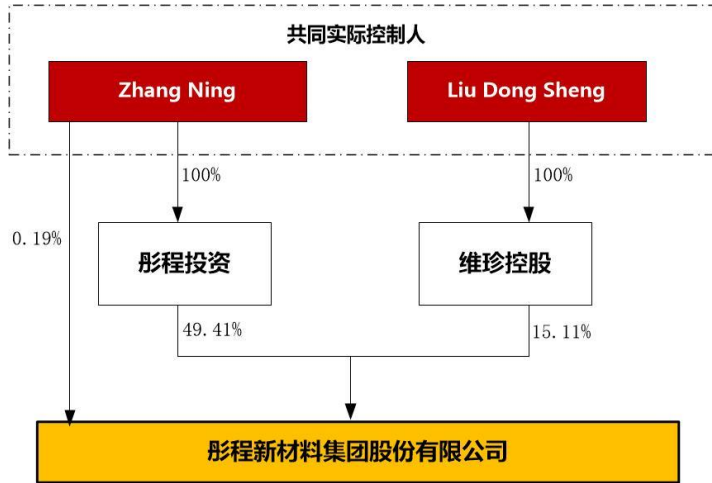 共同实际控制人
Zhang Ning
Liu Dong Sheng
100%
100%
0.19%
彤程投资
维珍控股
49.41%
15.11%
彤程新材料集团股份有限公司